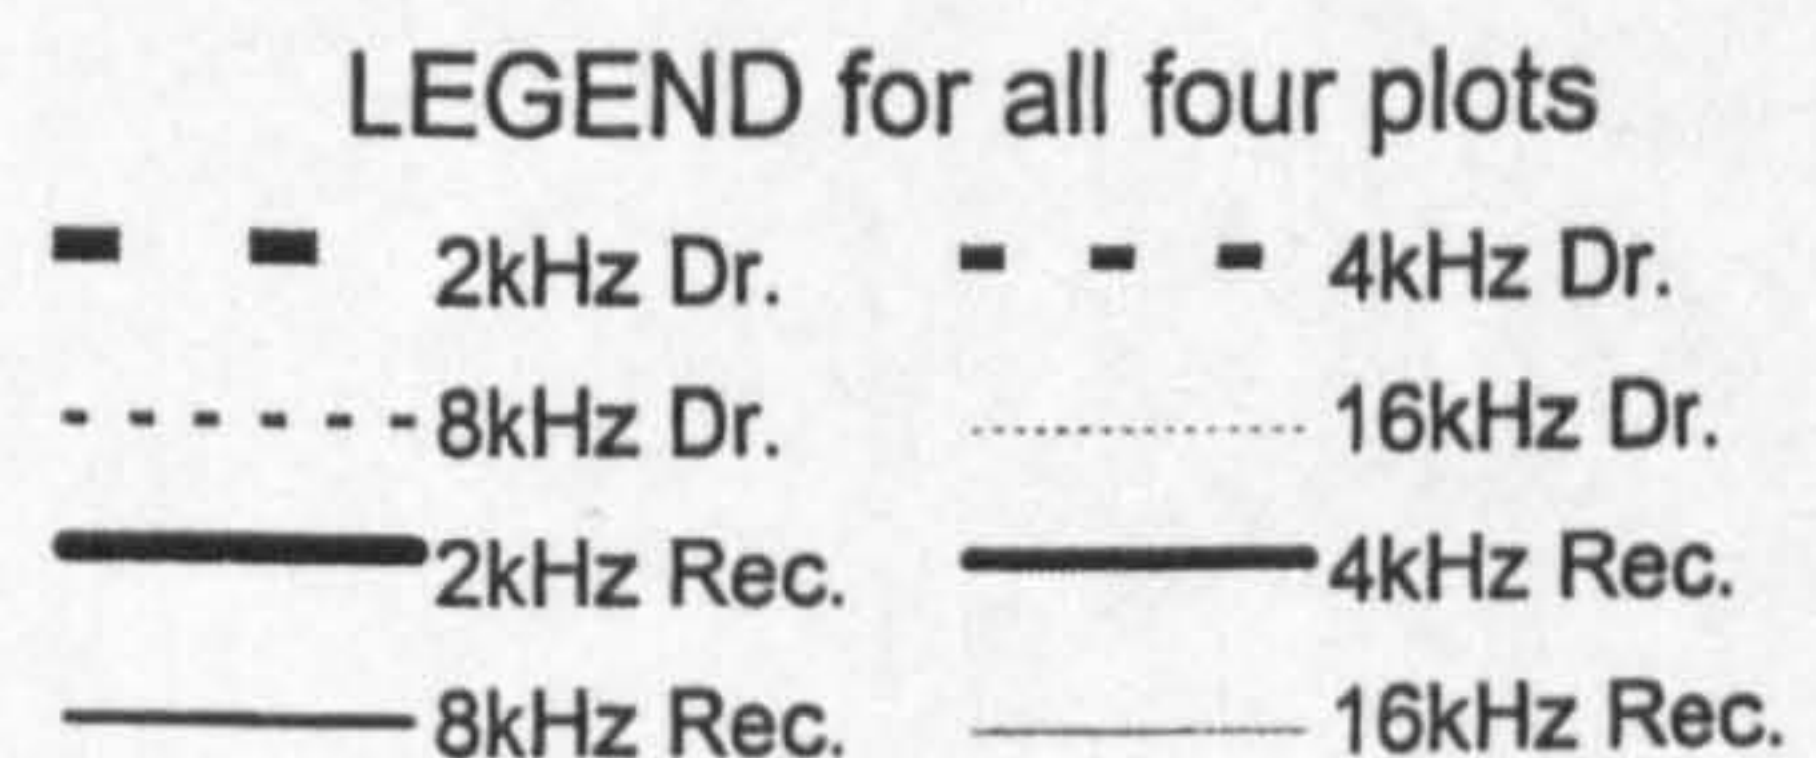 LEGEND for all four plots
2kHz Dr. 4kHz Dr.
8kHz Dr. 16kHz Dr.
2kHz Rec. 4kHz Rec.
8kHz Rec. 16kHz Rec.